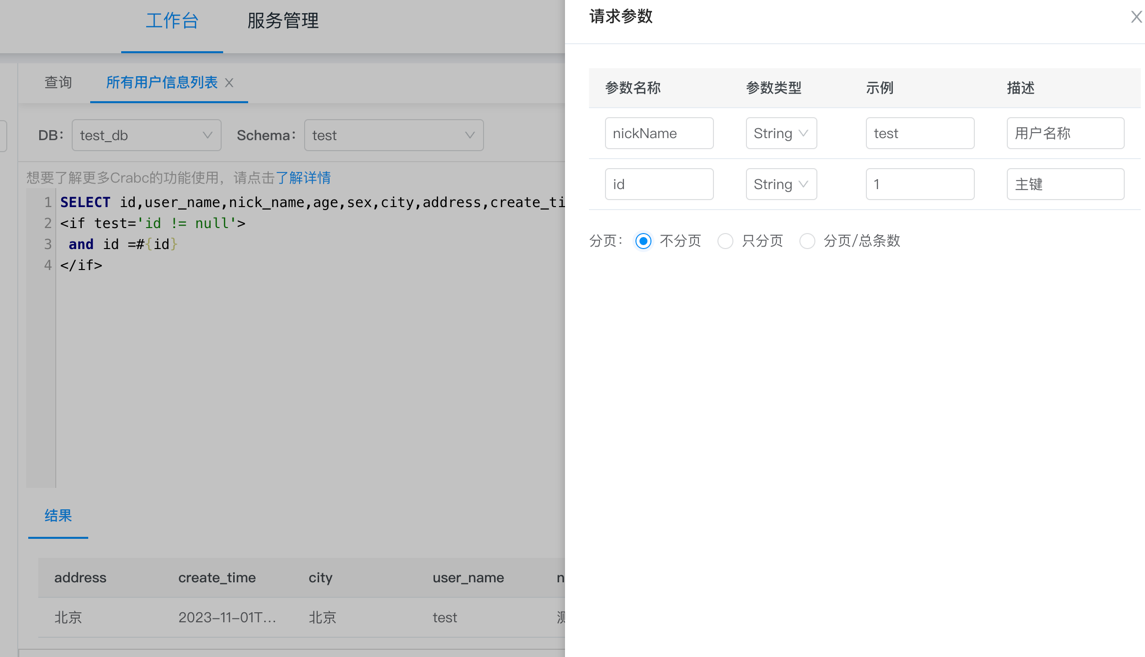 工作台 服务管理
查询 所有用户信息列表
DB: test_db Schema: test
想要了解更多Crabc的功能使用，请点击了解详情
1 SELECT id,user_name,nick_name,age,sex,city,address,create_ti
2 <if test='id != null'>
3 and id =#{id}
4 </if>
结果
address create_time city user_name n
北京 2023-11-01T... 北京 test
请求参数
参数名称 参数类型 示例 描述
nickName String test 用户名称
id String 1 主键
分页: 不分页 只分页 分页/总条数